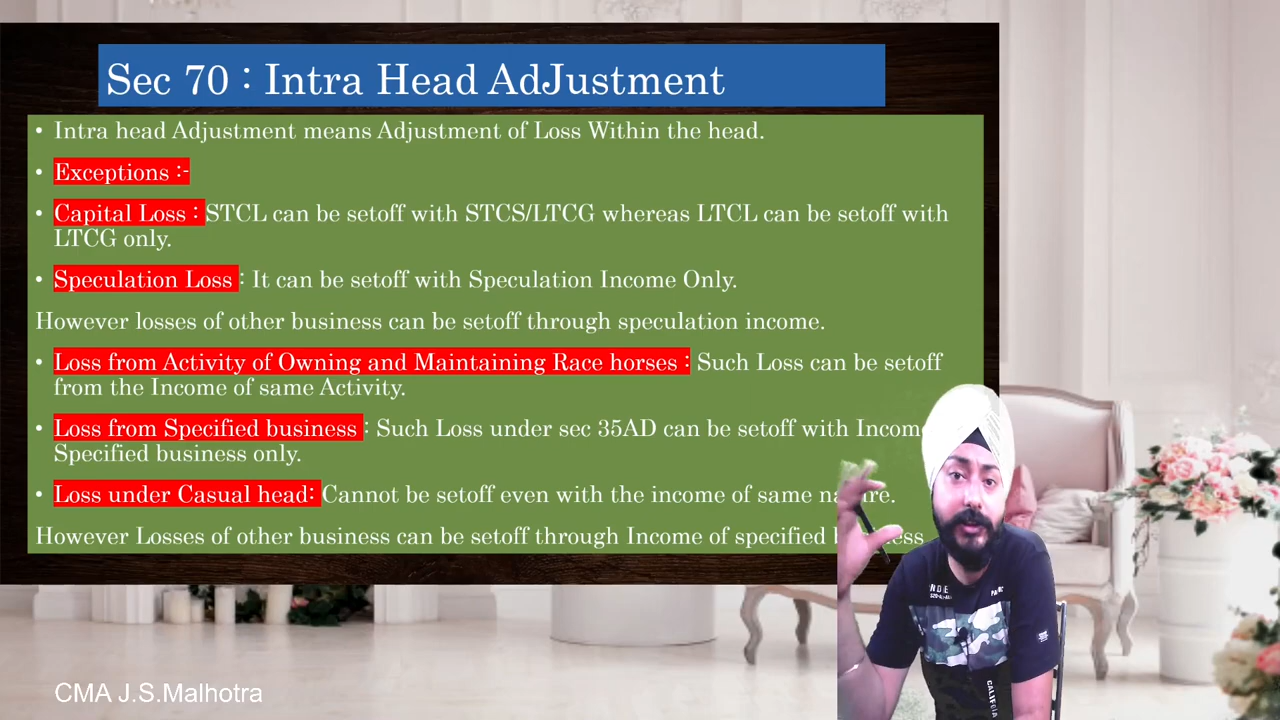 Sec 70 : Intra Head AdJustment
• Intra head Adjustment means Adjustment of Loss Within the head.
• Exceptions :-
• Capital Loss : STCL can be setoff with STCS/LTCG whereas LTCL can be setoff with
LTCG only.
• Speculation Loss : It can be setoff with Speculation Income Only.
However losses of other business can be setoff through speculation income.
• Loss from Activity of Owning and Maintaining Race horses : Such Loss can be setoff
from the Income of same Activity.
• Loss from Specified business : Such Loss under sec 35AD can be setoff with Income
Specified business only.
• Loss under Casual head: Cannot be setoff even with the income of same nature.
However Losses of other business can be setoff through Income of specified business
CMA J.S.Malhotra